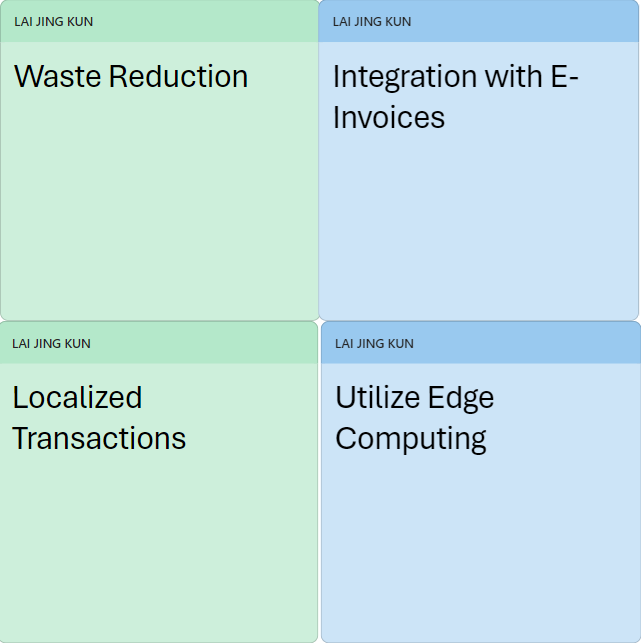 LAI JING KUN
Waste Reduction
LAI JING KUN
Integration with E-
Invoices
LAI JING KUN
Localized
Transactions
LAI JING KUN
Utilize Edge
Computing